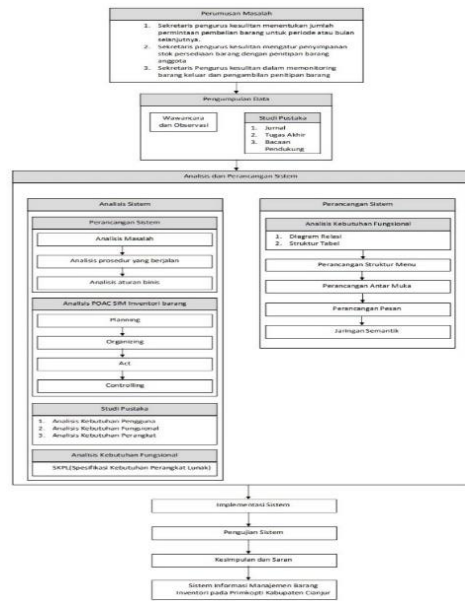 Perumusan Masalah
1. Sekretaris pengurus kesulitan menentukan jumlah
permintaan pembelian barang untuk periode atau bulan
selanjutnya.
2. Sekretaris pengurus kesulitan mengatur penyimpanan
stok persediaan barang dengan penitipan barang
anggota
3. Sekretaris Pengurus kesulitan dalam memonitoring
barang keluar dan pengambilan penitipan barang
Pengumpulan Data
Wawancara
dan Observasi
Studi Pustaka
1. Jurnal
2. Tugas Akhir
3. Bacaan
Pendukung
Analisis dan Perancangan Sistem
Analisis Sistem
Perancangan Sistem
Analisis Masalah
Analisis prosedur yang berjalan
Analisis aturan bisnis
Analisis POAC SIM Inventori barang
Planning
Organizing
Act
Controlling
Studi Pustaka
1. Analisis Kebutuhan Pengguna
2. Analisis Kebutuhan Fungsional
3. Analisis Kebutuhan Perangkat
Analisis Kebutuhan Fungsional
SKPL(Spesifikasi Kebutuhan Perangkat Lunak)
Perancangan Sistem
Analisis Kebutuhan Fungsional
1. Diagram Relasi
2. Struktur Tabel
Perancangan Struktur Menu
Perancangan Antar Muka
Perancangan Pesan
Jaringan Semantik
Implementasi Sistem
Pengujian Sistem
Kesimpulan dan Saran
Sistem Informasi Manajemen Barang
Inventori pada Primkopti Kabupaten Cianjur